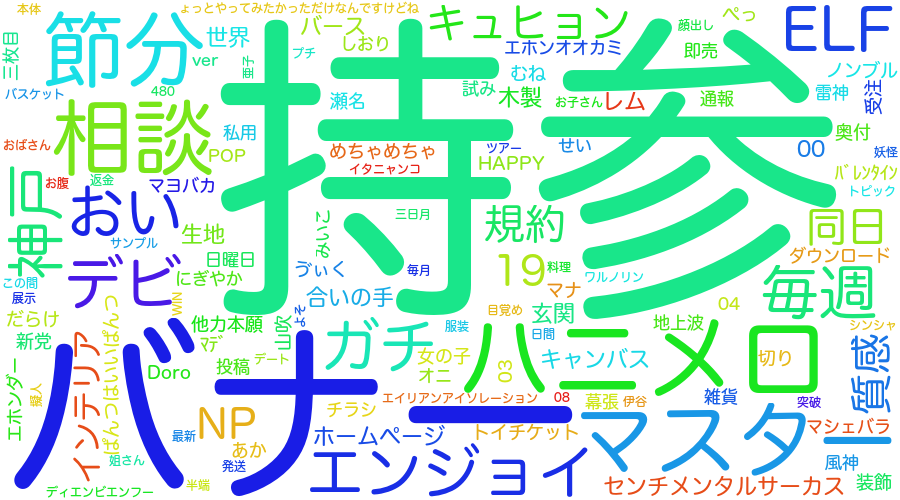 本体
ょっとやってみたかっただけなんですけどね
バース
キュヒョン
ぺっ
顔出し
ELF
三枚目
節分
世界
ver
亜子
プチ
しおり
持参
エホンオオカミ
即売
ノンブル
バスケット
480
瀬名
試み
むね
木製
お子さん
レム
通報
雷神
受注
おばさん
相談
私用
POP
めちゃめちゃ
イタニャンコ
ツアー
HAPPY
せい
00
奥付
妖怪
お腹
返金
マヨバカ
バレンタイン
トピック
神戸
おい
サンプル
生地
みいこ
三日月
規約
同日
デビ
日曜日
にぎやか
ゔぃく
毎月
料理
ワルノリン
ダウンロード
この間
展示
だらけ
新党
WIN
合いの手
よそ
マナ
毎週
バナー
他力本願
山吹
ガチ
服装
目覚め
玄関
日間
地上波
04
シンシャ
インテリア
ぱんつはいいぱんつ
マデ
Doro
投稿
デート
女の子
オニ
03
ハニーメロ
キャンバス
切り
質感
エホンダー
擬人
NP
チラシ
エイリアンアイソレーション
08
幕張
伊谷
雑貨
突破
最新
あか
ホームページ
トイチケット
マスター
マシェバラ
姐さん
発送
エンジョイ
風神
ディエンビエンフー
半端
センチメンタルサーカス
装飾